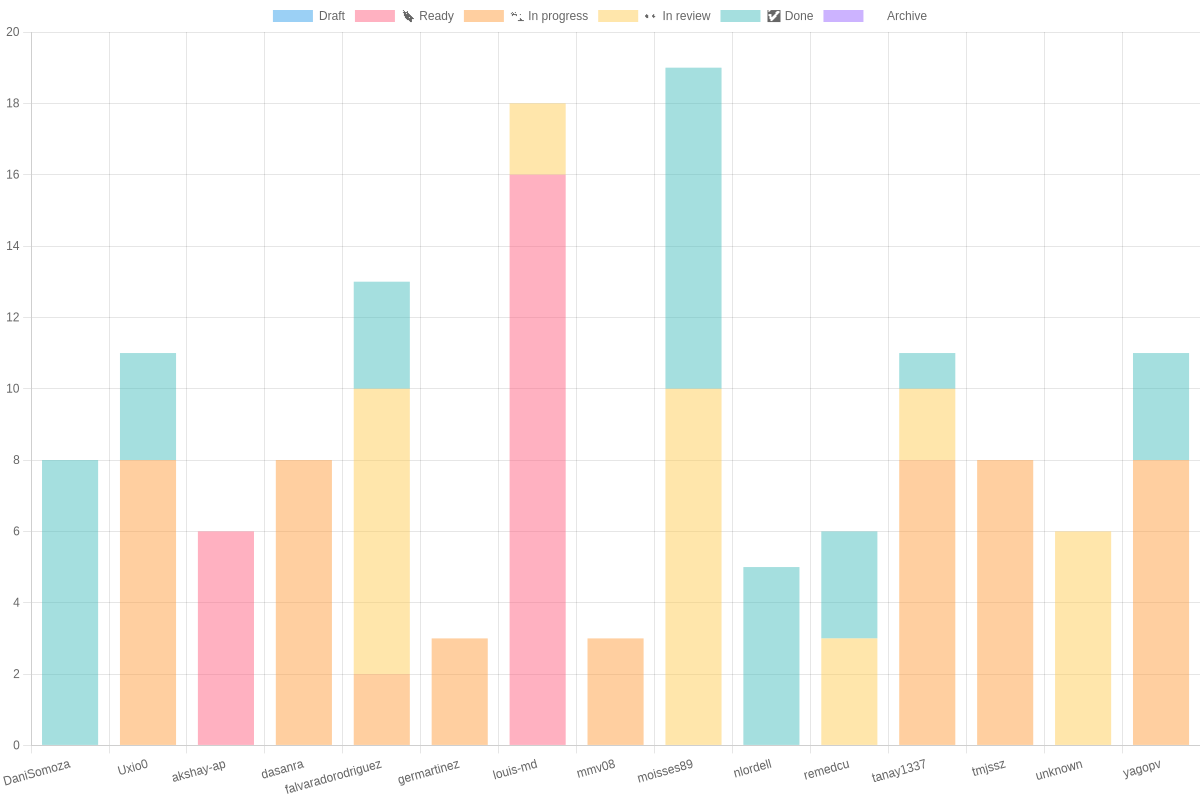 Draft 🔖 Ready 🏗 In progress 👀 In review ✅ Done Archive
20
18
16
14
12
10
8
6
4
2
0
DaniSomoza
Uxio0
akshay-ap
dasanra
falvaradorodriguez
germartinez
louis-md
mmv08
moisses89
nlordell
remedcu
tanay1337
tmjssz
unknown
yagopv